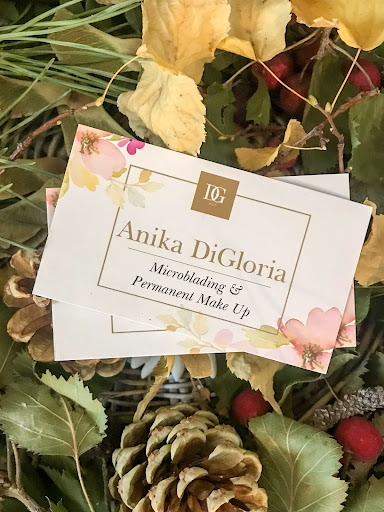 DG
Anika DiGloria
Microblading &
Permanent Make Up